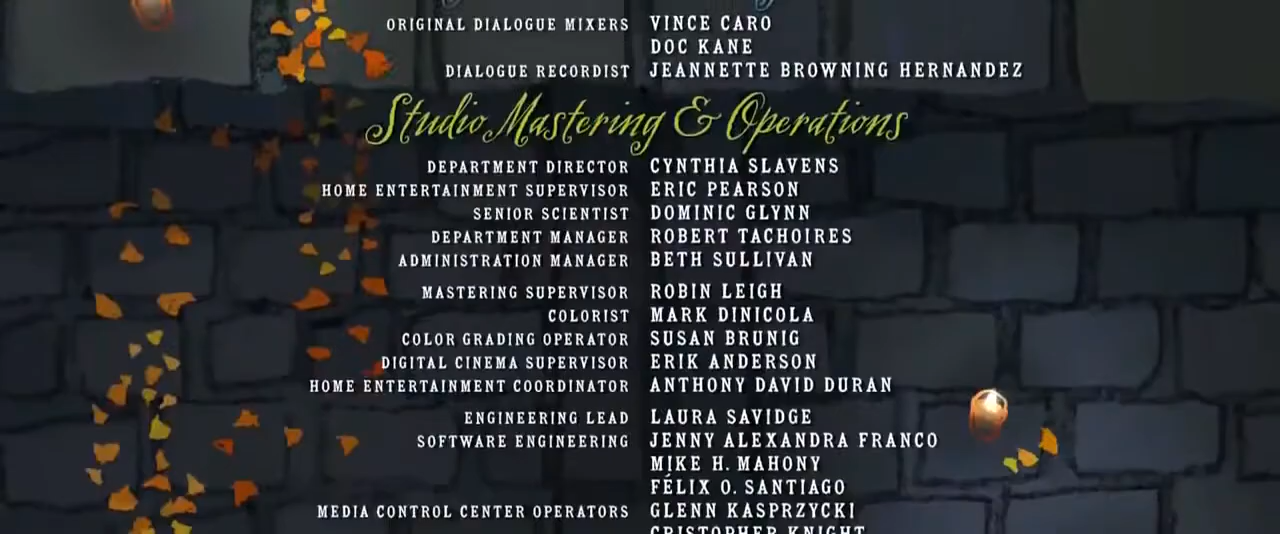 ORIGINAL DIALOGUE MIXERS VINCE CARO
DOC KANE
DIALOGUE RECORDIST JEANNETTE BROWNING HERNANDEZ
Studio Mastering & Operations
DEPARTMENT DIRECTOR CYNTHIA SLAVENS
HOME ENTERTAINMENT SUPERVISOR ERIC PEARSON
SENIOR SCIENTIST DOMINIC GLYNN
DEPARTMENT MANAGER ROBERT TACHOIRES
ADMINISTRATION MANAGER BETH SULLIVAN
MASTERING SUPERVISOR ROBIN LEIGH
COLORIST MARK DINICOLA
COLOR GRADING OPERATOR SUSAN BRUNIG
DIGITAL CINEMA SUPERVISOR ERIK ANDERSON
HOME ENTERTAINMENT COORDINATOR ANTHONY DAVID DURAN
ENGINEERING LEAD LAURA SAVIDGE
SOFTWARE ENGINEERING JENNY ALEXANDRA FRANCO
MIKE H. MAHONY
FÉLIX O. SANTIAGO
MEDIA CONTROL CENTER OPERATORS GLENN KASPRZYCKI
CRISTOPHER KNIGHT